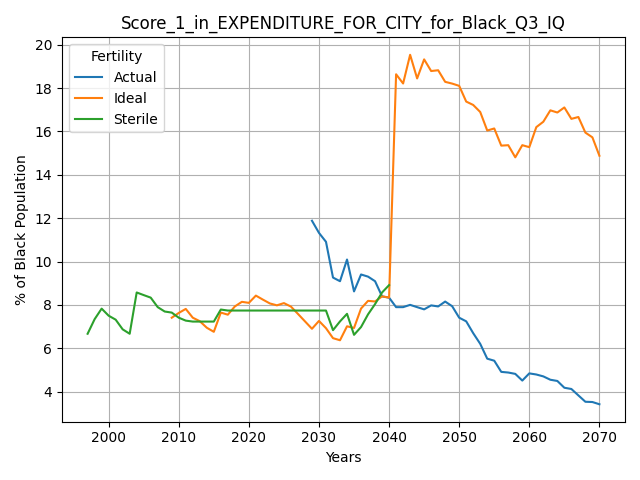 Score_1_in_EXPENDITURE_FOR_CITY_for_Black_Q3_IQ
Fertility
Actual
Ideal
Sterile
% of Black Population
20
18
16
14
12
10
8
6
4
2000
2010
2020
2030
2040
2050
2060
2070
Years